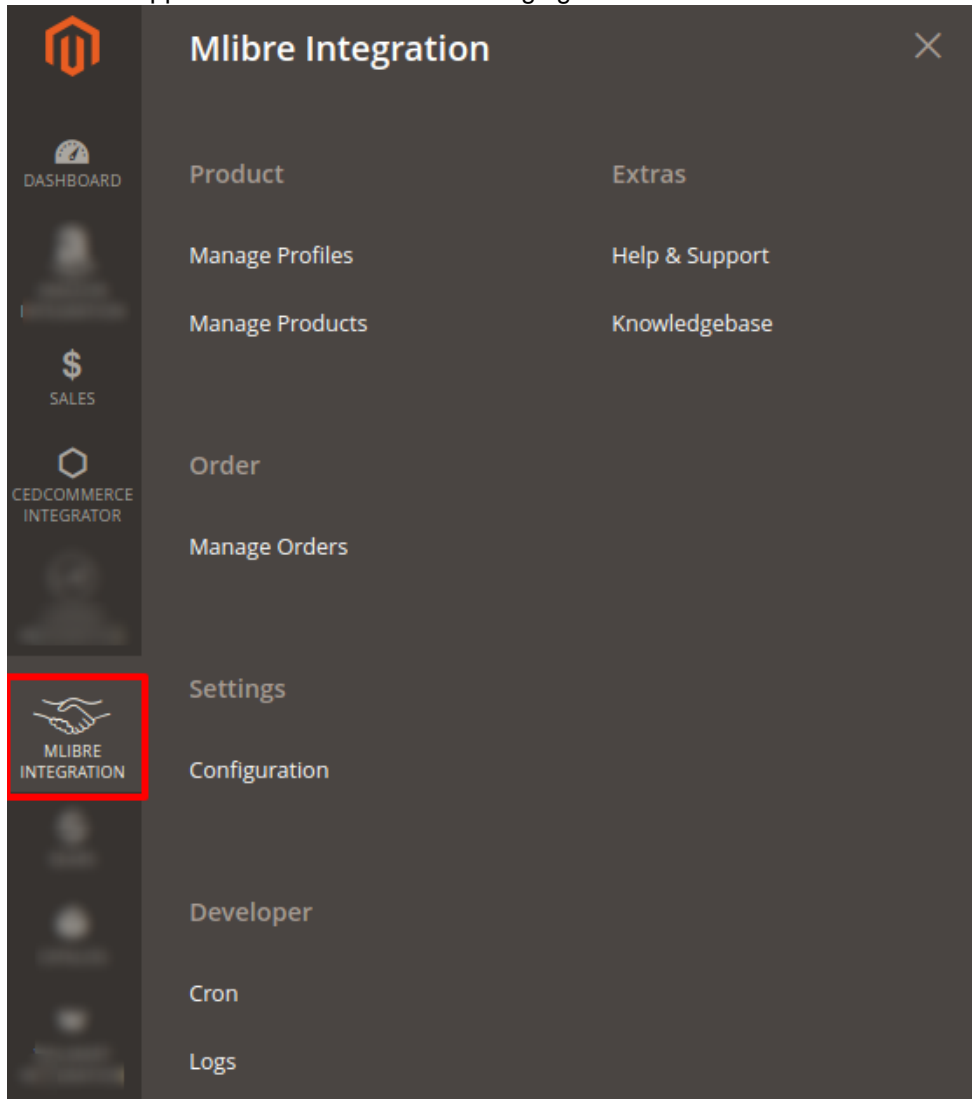 Mlibre Integration
DASHBOARD
$
SALES
CEDCOMMERCE
INTEGRATOR
MLIBRE
INTEGRATION
Product
Manage Profiles
Manage Products
Extras
Help & Support
Knowledgebase
Order
Manage Orders
Settings
Configuration
Developer
Cron
Logs